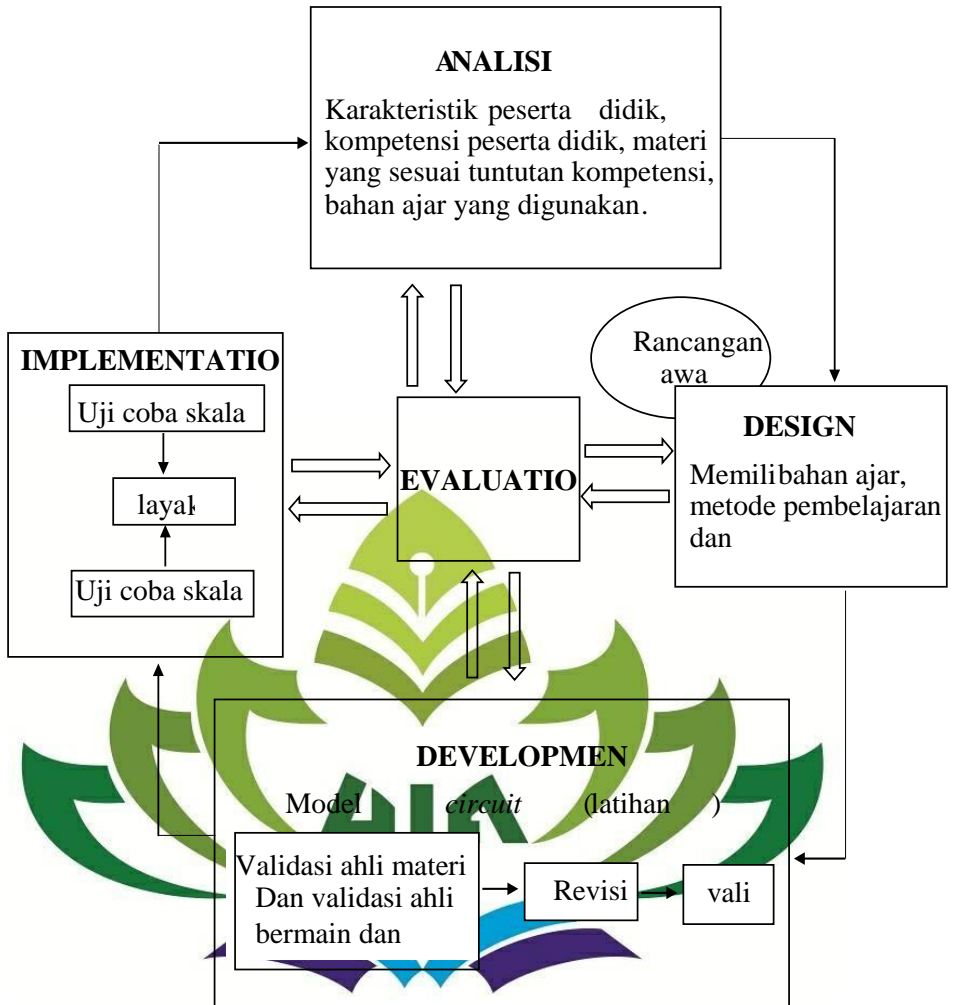 ANALISI
Karakteristik peserta didik,
kompetensi peserta didik, materi
yang sesuai tuntutan kompetensi,
bahan ajar yang digunakan.
IMPLEMENTATIO
Uji coba skala
layak
Uji coba skala
EVALUATIO
Rancangan
awa
DESIGN
Memilibahan ajar,
metode pembelajaran
dan
DEVELOPMEN
Model circuit (latihan )
Validasi ahli materi
Dan validasi ahli
bermain dan
Revisi
vali